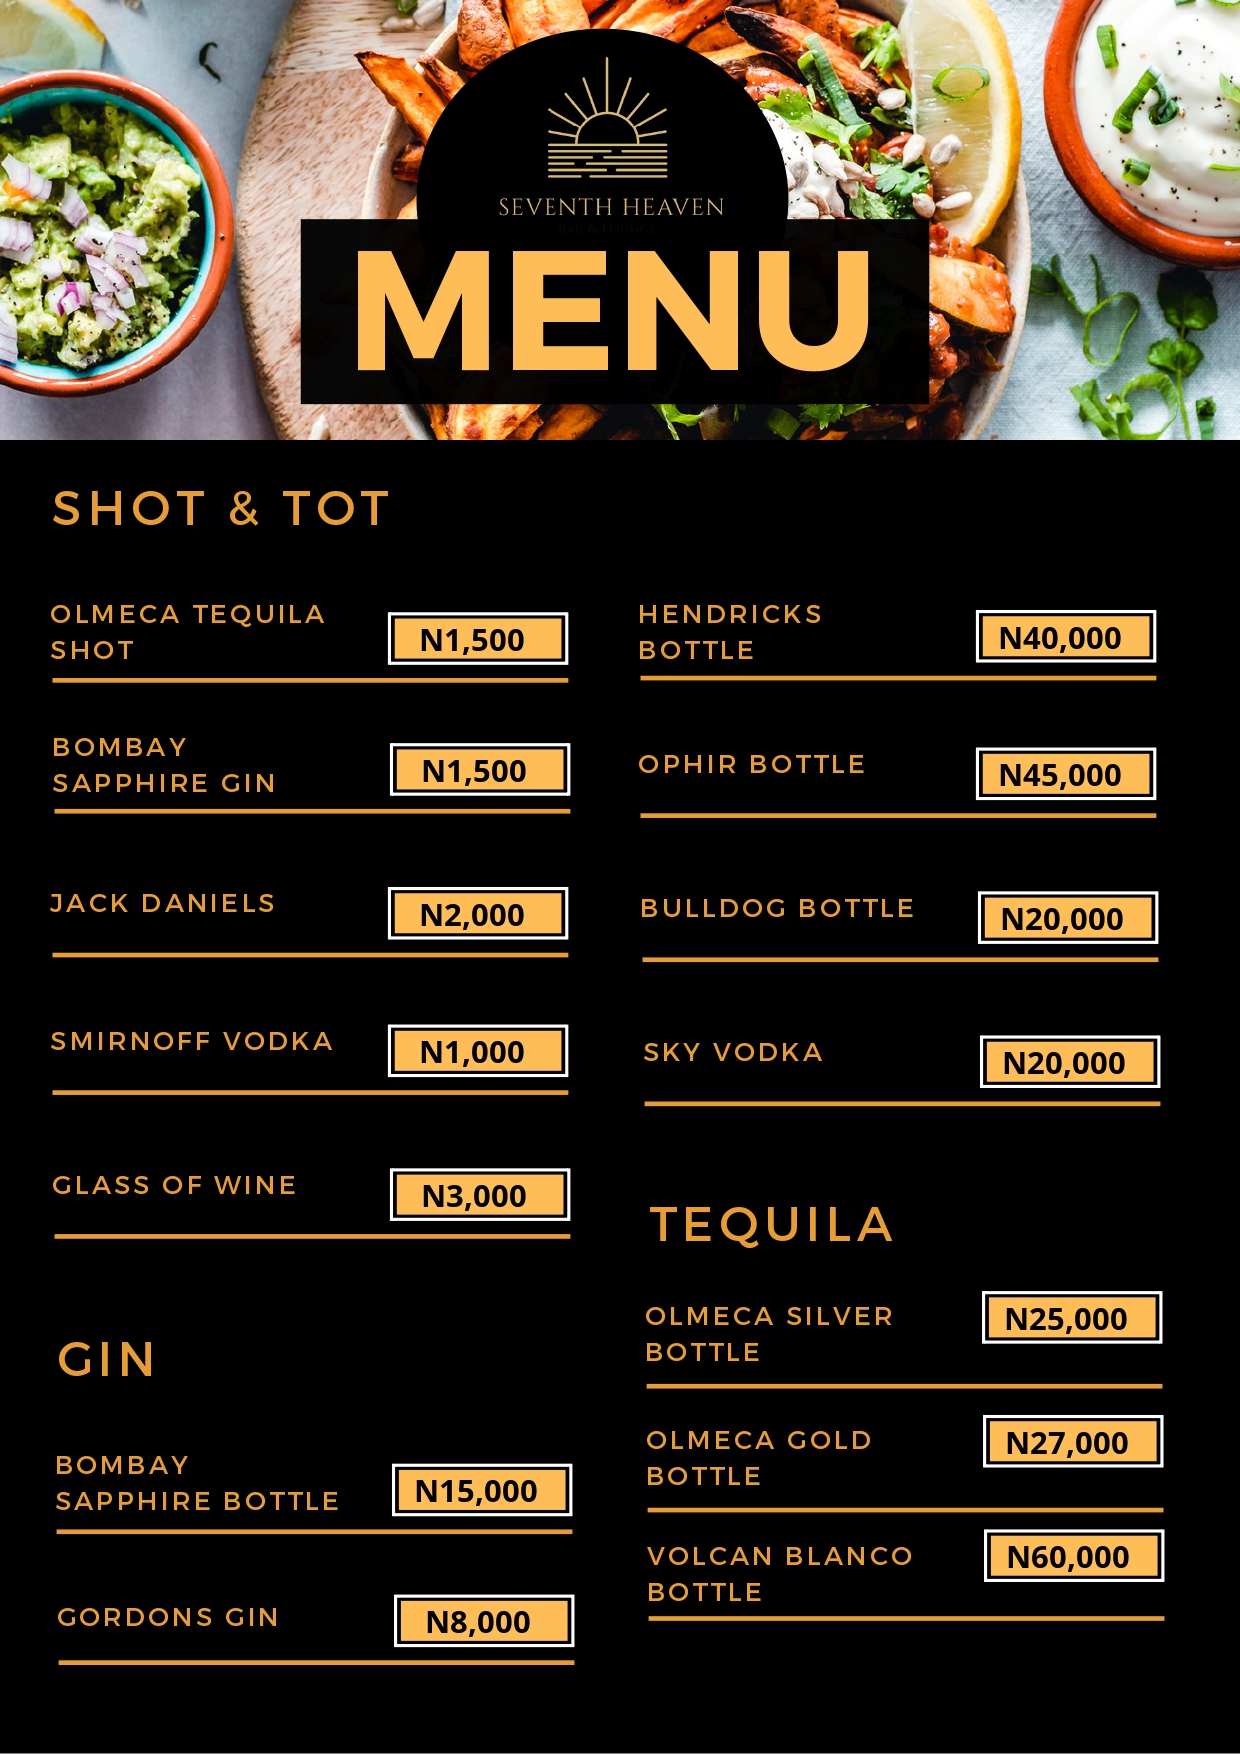 SEVENTH HEAVEN
BAR & LOUNGE
MENU
SHOT & TOT
OLMECA TEQUILA
SHOT
N1,500
BOMBAY
SAPPHIRE GIN
N1,500
JACK DANIELS
N2,000
SMIRNOFF VODKA
N1,000
GLASS OF WINE
N3,000
GIN
BOMBAY
SAPPHIRE BOTTLE
N15,000
GORDONS GIN
N8,000
HENDRICKS
BOTTLE
N40,000
OPHIR BOTTLE
N45,000
BULLDOG BOTTLE
N20,000
SKY VODKA
N20,000
TEQUILA
OLMECA SILVER
BOTTLE
N25,000
OLMECA GOLD
BOTTLE
N27,000
VOLCAN BLANCO
BOTTLE
N60,000